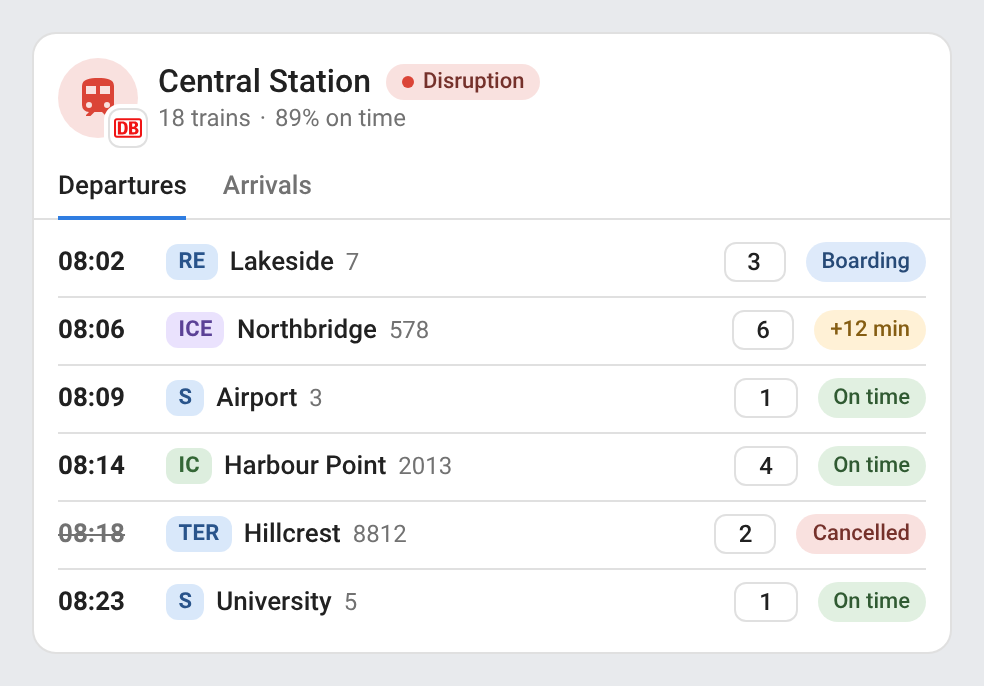 Central Station Disruption
DB
18 trains · 89% on time
Departures Arrivals
08:02 RE Lakeside 7 3 Boarding
08:06 ICE Northbridge 578 6 +12 min
08:09 S Airport 3 1 On time
08:14 IC Harbour Point 2013 4 On time
08:18 TER Hillcrest 8812 2 Cancelled
08:23 S University 5 1 On time